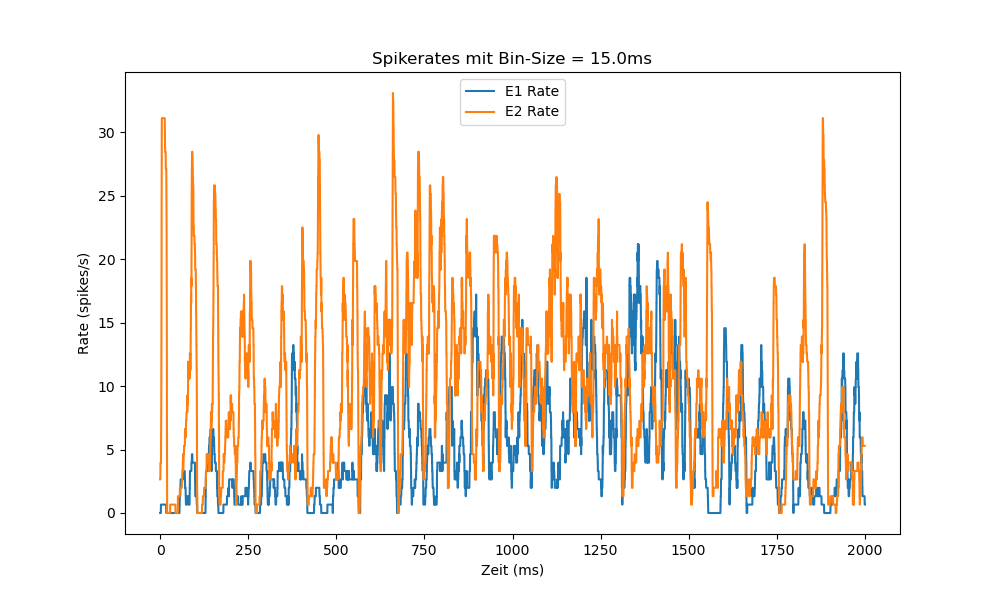 Spikerates mit Bin-Size = 15.0ms
E1 Rate
E2 Rate
Rate (spikes/s)
30
25
20
15
10
5
0
0 250 500 750 1000 1250 1500 1750 2000
Zeit (ms)